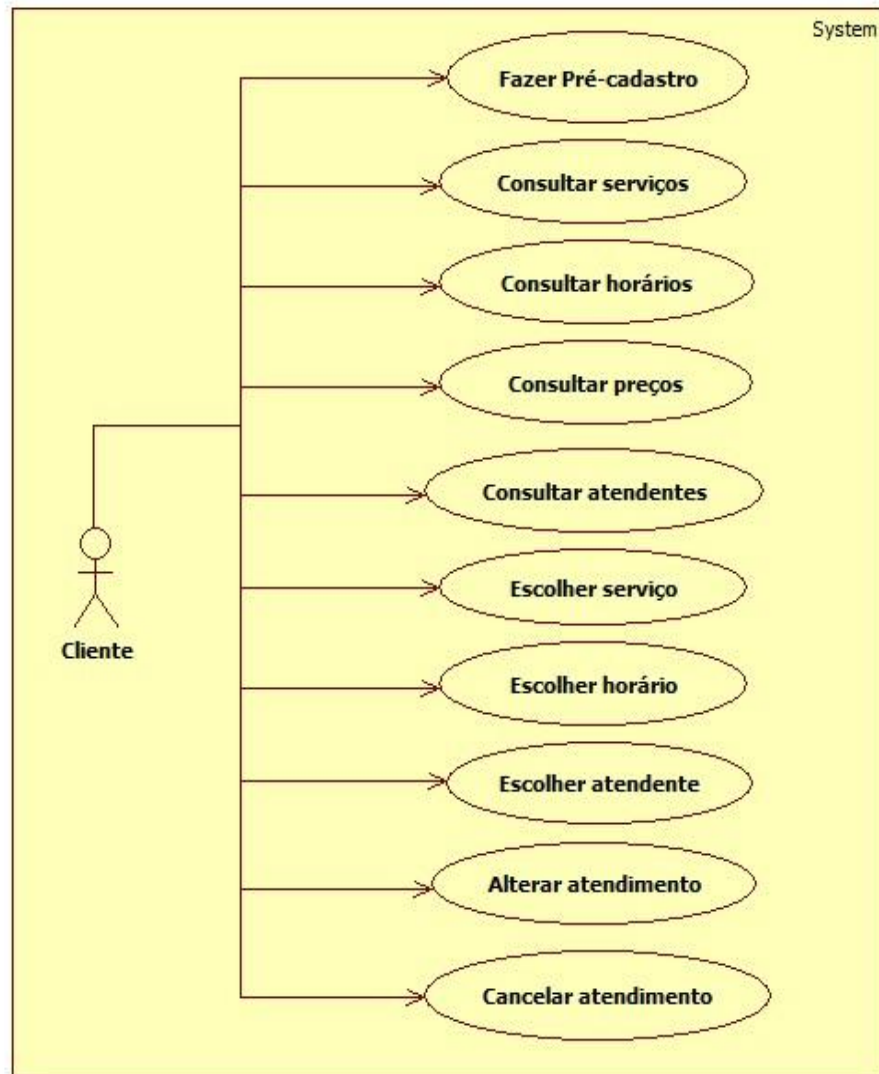 System
Fazer Pré-cadastro
Consultar serviços
Consultar horários
Consultar preços
Consultar atendentes
Escolher serviço
Cliente
Escolher horário
Escolher atendente
Alterar atendimento
Cancelar atendimento